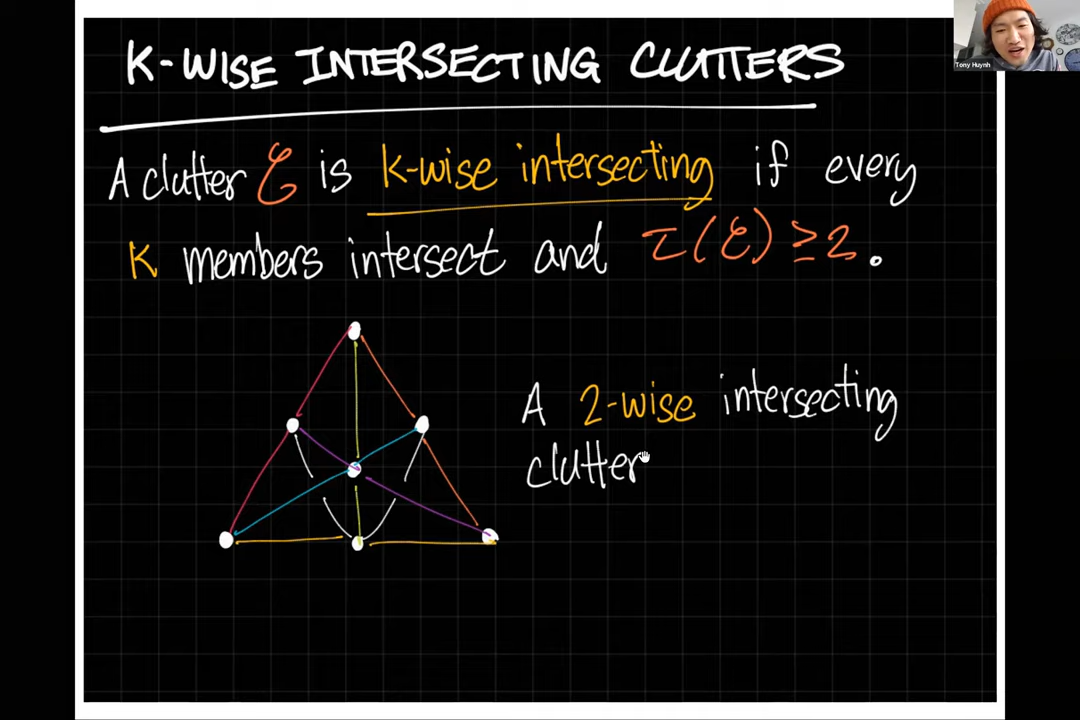 K-WISE INTERSECTING CLUTTERS
Tony Huynh
A clutter C is k-wise intersecting if every
K members intersect and τ(C) ≥ 2.
A 2-wise intersecting
clutter